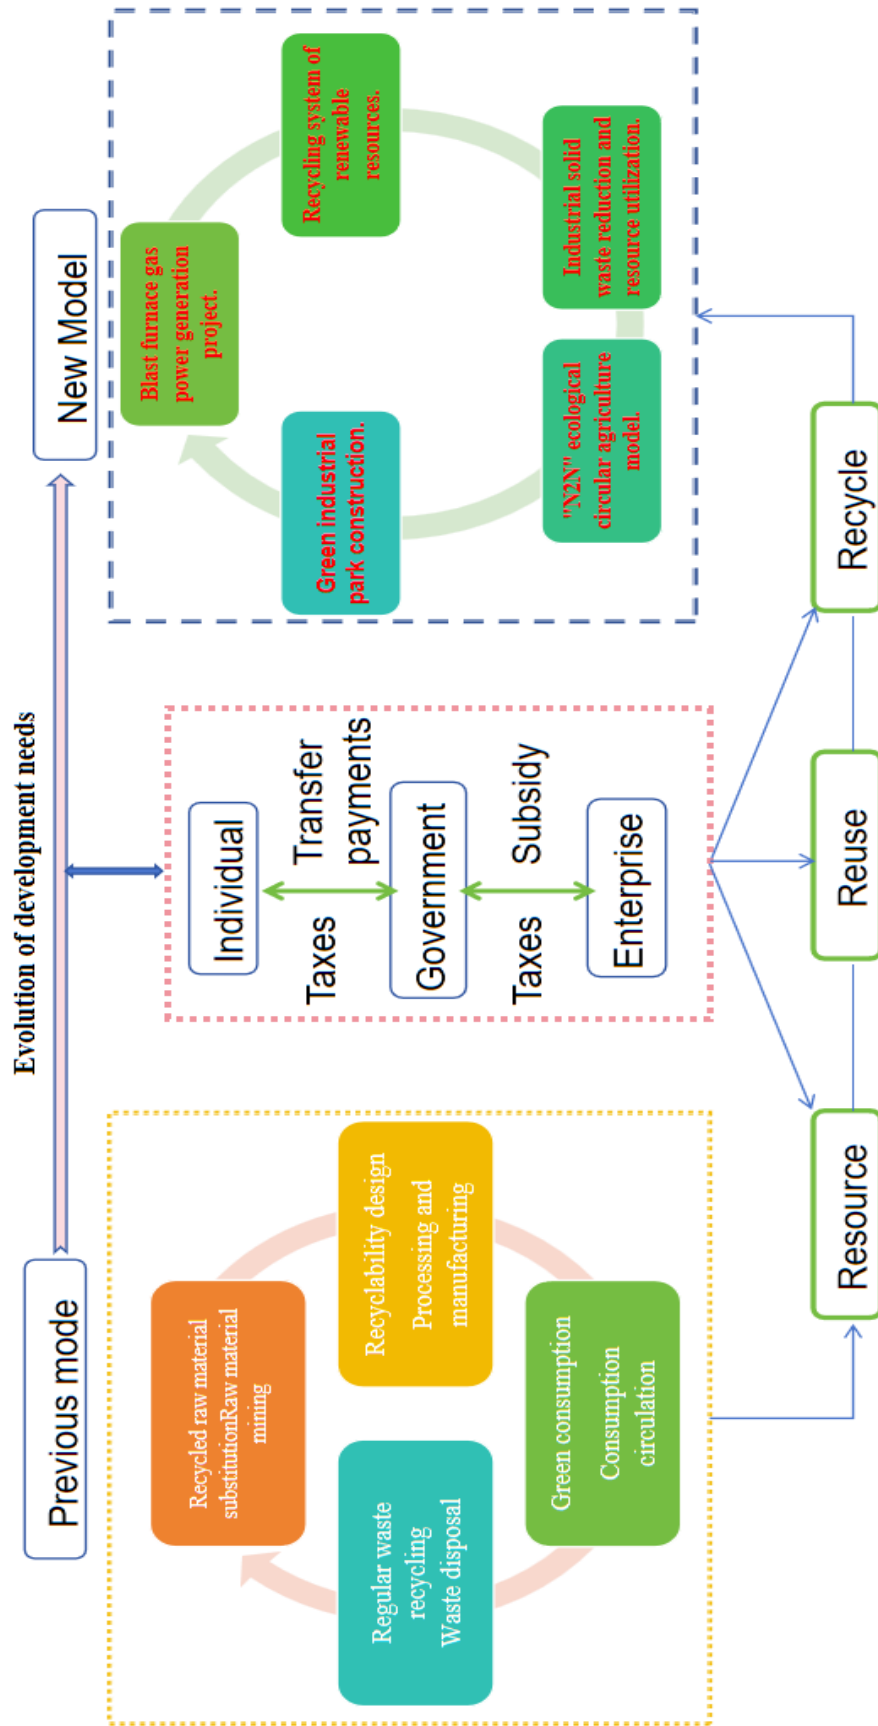 Evolution of development needs
Previous mode
New Model
Recycled raw material
substitutionRaw material
mining
Recyclability design
Processing and
manufacturing
Green consumption
Consumption
circulation
Regular waste
recycling
Waste disposal
Individual
Taxes
Transfer
payments
Government
Taxes
Subsidy
Enterprise
Blast furnace gas
power generation
project.
Recycling system of
renewable
resources.
Industrial solid
waste reduction and
resource utilization.
"N2N" ecological
circular agriculture
model.
Green industrial
park construction.
Resource
Reuse
Recycle